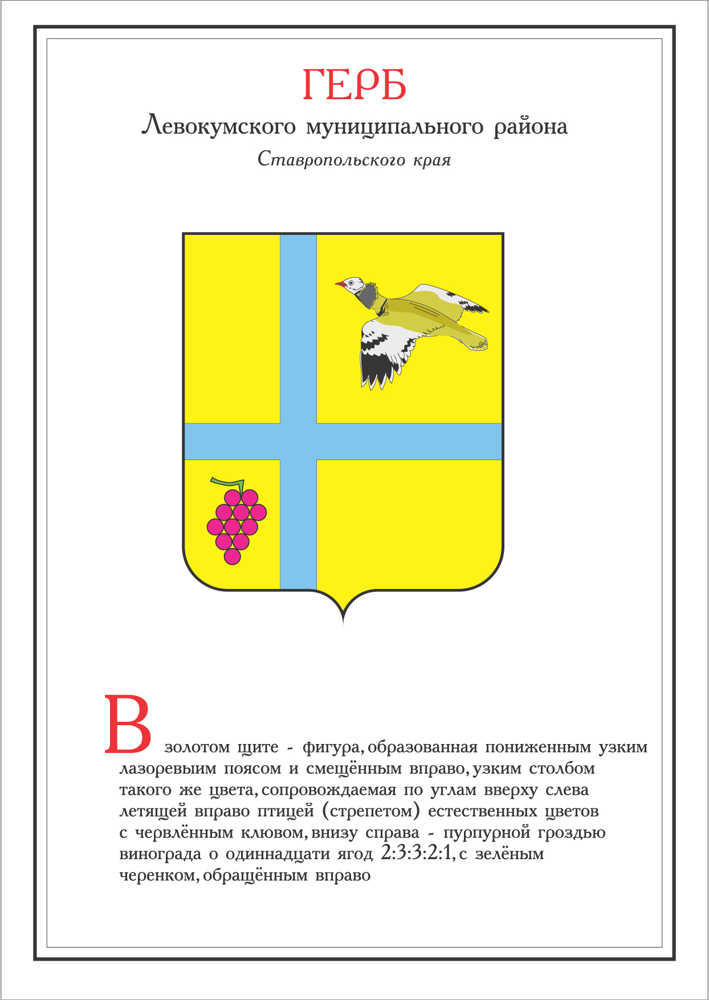 ГЕРБ
Левокумского муниципального района
Ставропольского края
В золотом щите - фигура, образованная пониженным узким
лазоревыим поясом и смещённым вправо, узким столбом
такого же цвета, сопровождаемая по углам вверху слева
летящей вправо птицей (стрепетом) естественных цветов
с червлённым клювом, внизу справа - пурпурной гроздью
винограда о одиннадцати ягод 2:3:3:2:1, с зелёным
черенком, обращённым вправо